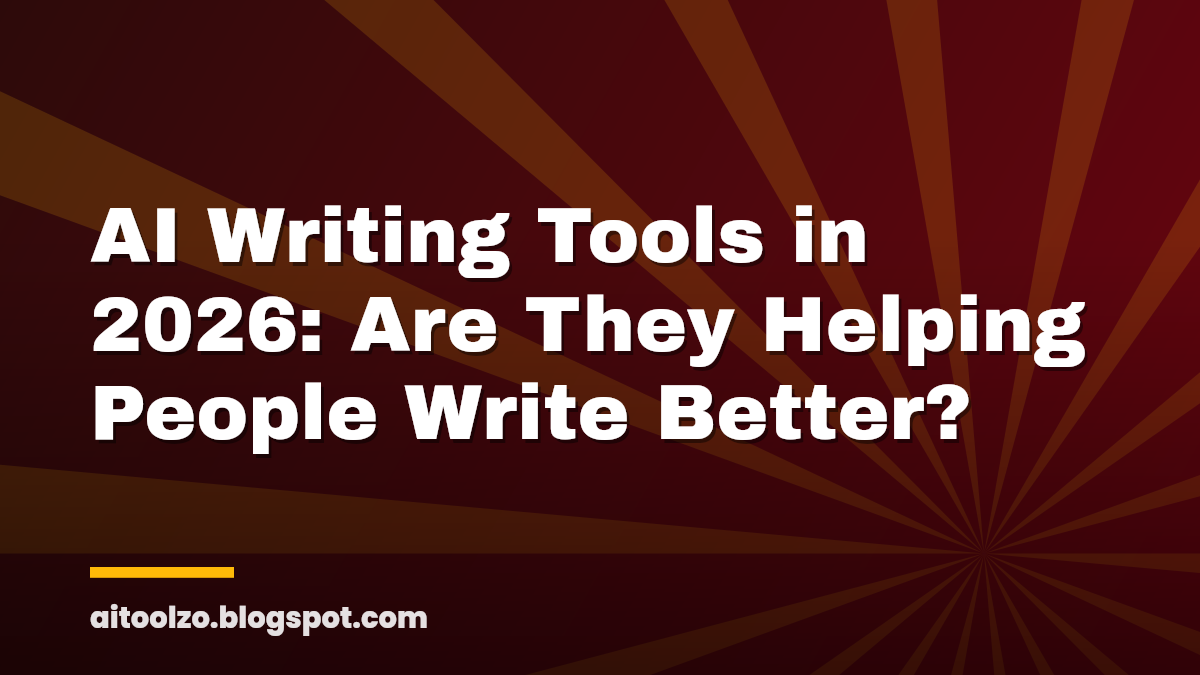 AI Writing Tools in
2026: Are They Helping
People Write Better?
aitoolzo.blogspot.com